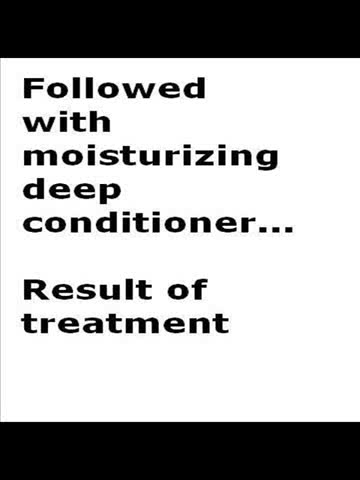 Followed
with
moisturizing
deep
conditioner...
Result of
treatment